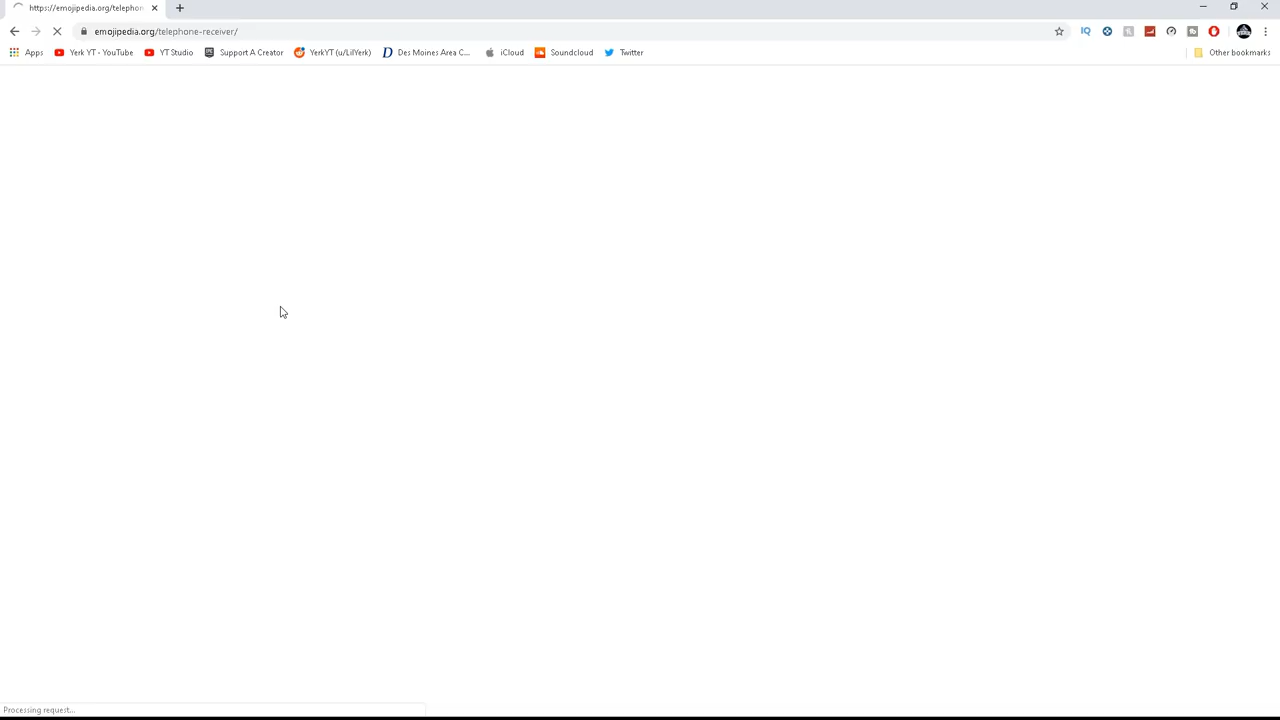 https://emojipedia.org/telephon
emojipedia.org/telephone-receiver/
Apps Yerk YT - YouTube YT Studio Support A Creator YerkYT (u/LilYerk) Des Moines Area C... iCloud Soundcloud Twitter Other bookmarks
Processing request...